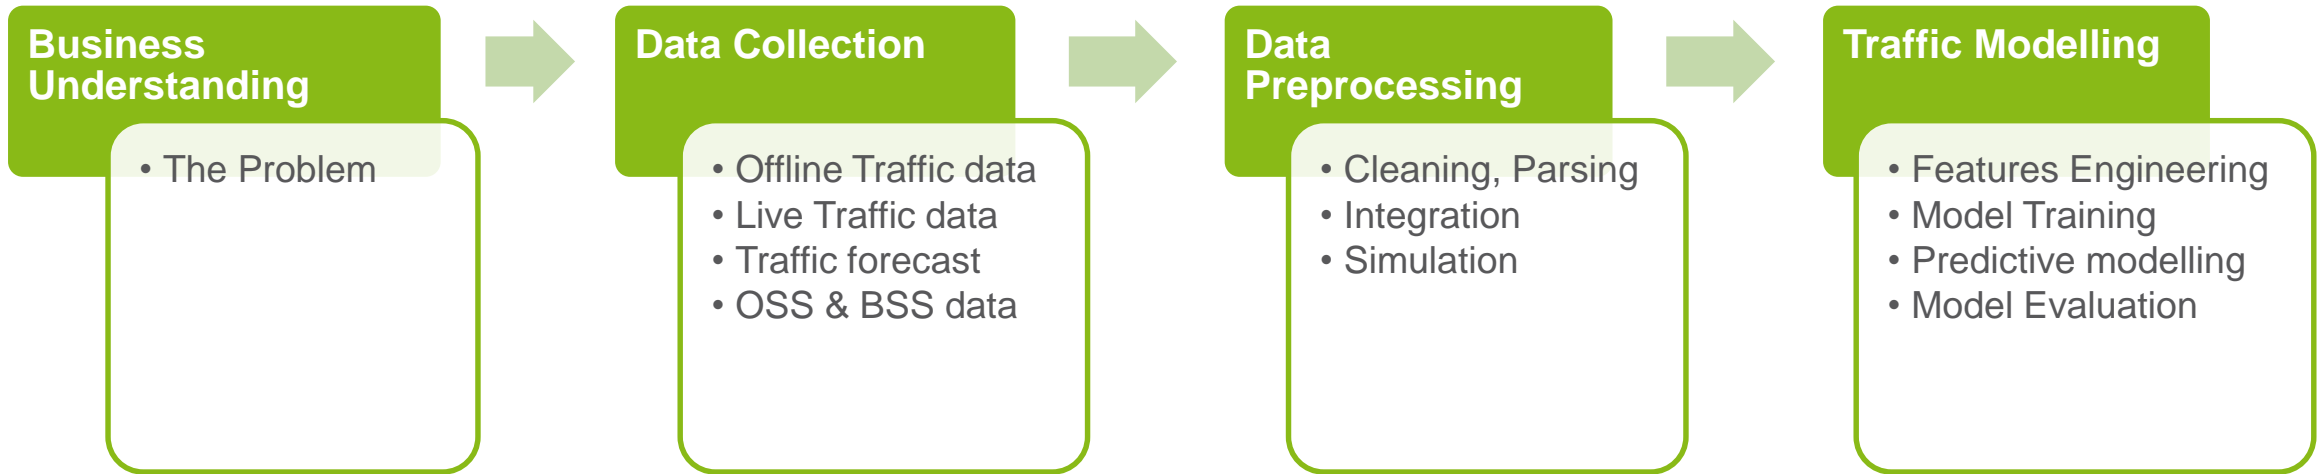 Business
Understanding
• The Problem
Data Collection
• Offline Traffic data
• Live Traffic data
• Traffic forecast
• OSS & BSS data
Data
Preprocessing
• Cleaning, Parsing
• Integration
• Simulation
Traffic Modelling
• Features Engineering
• Model Training
• Predictive modelling
• Model Evaluation